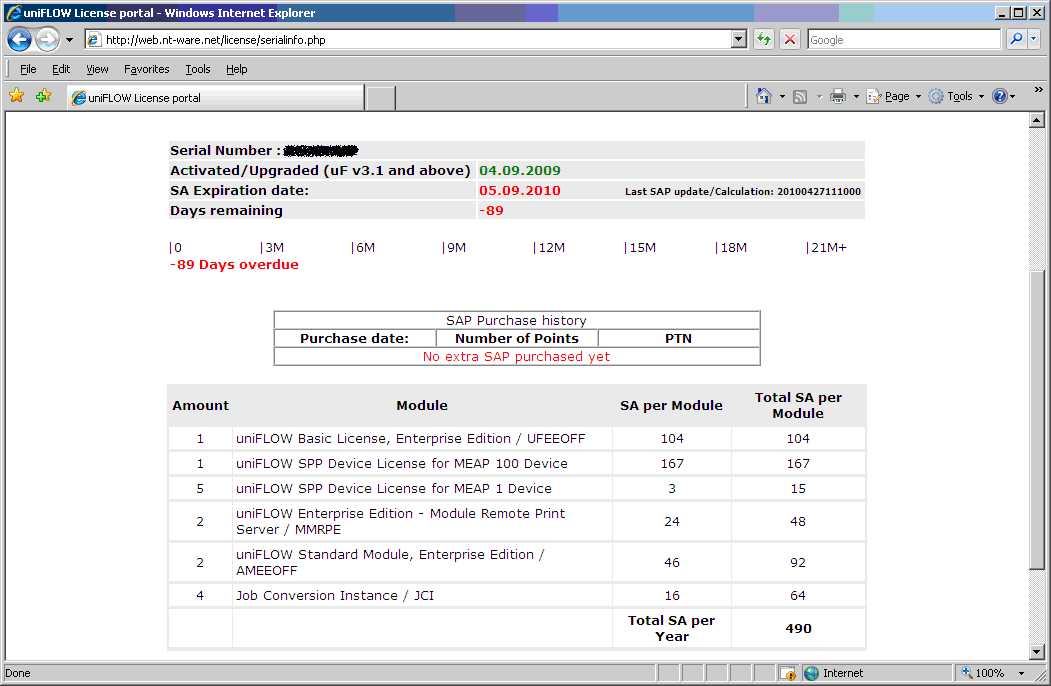 uniFLOW License portal - Windows Internet Explorer
http://web.nt-ware.net/license/serialinfo.php
Google
File Edit View Favorites Tools Help
uniFLOW License portal
Page Tools
Serial Number :
Activated/Upgraded (uF v3.1 and above) 04.09.2009
SA Expiration date: 05.09.2010 Last SAP update/Calculation: 20100427111000
Days remaining -89
|0 |3M |6M |9M |12M |15M |18M |21M+
-89 Days overdue
SAP Purchase history
Purchase date: Number of Points PTN
No extra SAP purchased yet
Amount Module SA per Module Total SA per
Module
1 uniFLOW Basic License, Enterprise Edition / UFEEOFF 104 104
1 uniFLOW SPP Device License for MEAP 100 Device 167 167
5 uniFLOW SPP Device License for MEAP 1 Device 3 15
2 uniFLOW Enterprise Edition - Module Remote Print 24 48
Server / MMRPE
2 uniFLOW Standard Module, Enterprise Edition / 46 92
AMEEOFF
4 Job Conversion Instance / JCI 16 64
Total SA per 490
Year
Done Internet 100%